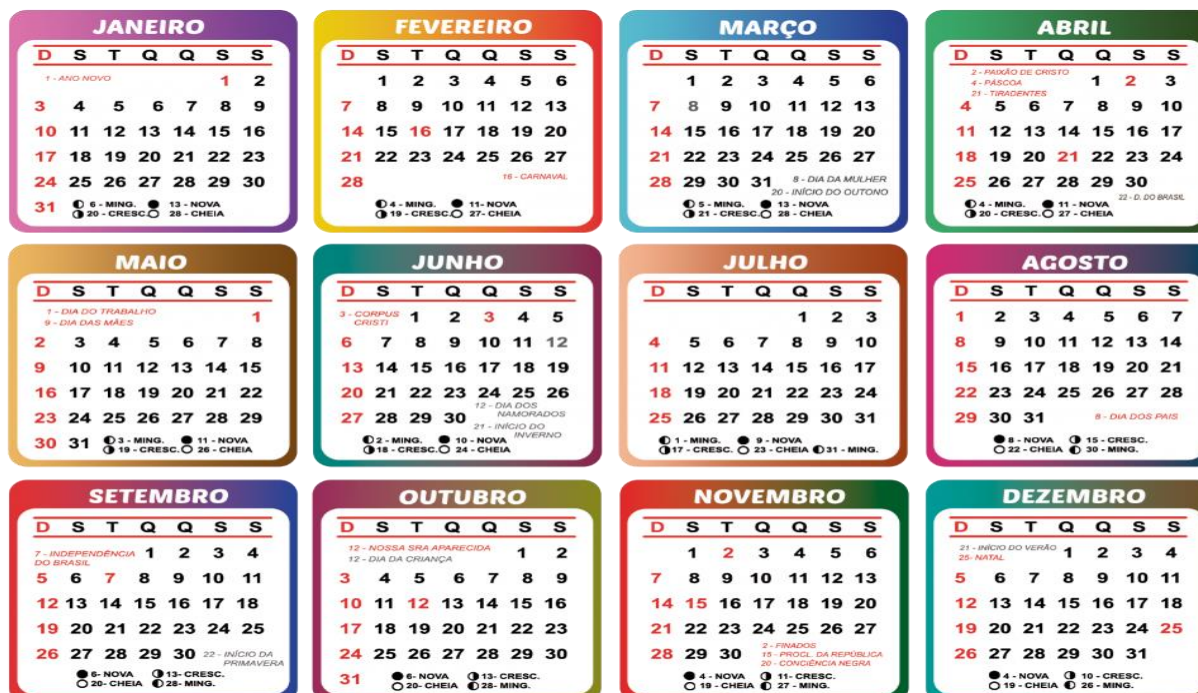 JANEIRO
D S T Q Q S S
1 - ANO NOVO 1 2
3 4 5 6 7 8 9
10 11 12 13 14 15 16
17 18 19 20 21 22 23
24 25 26 27 28 29 30
31 6 - MING. 13 - NOVA
20 - CRESC. 28 - CHEIA
FEVEREIRO
D S T Q Q S S
1 2 3 4 5 6
7 8 9 10 11 12 13
14 15 16 17 18 19 20
21 22 23 24 25 26 27
28 16 - CARNAVAL
4 - MING. 11- NOVA
19 - CRESC. 27- CHEIA
MARÇO
D S T Q Q S S
1 2 3 4 5 6
7 8 9 10 11 12 13
14 15 16 17 18 19 20
21 22 23 24 25 26 27
28 29 30 31 8 - DIA DA MULHER
20 - INÍCIO DO OUTONO
5 - MING. 13 - NOVA
21 - CRESC. 28 - CHEIA
ABRIL
D S T Q Q S S
2 - PAIXÃO DE CRISTO
4 - PÁSCOA 1 2 3
21 - TIRADENTES
4 5 6 7 8 9 10
11 12 13 14 15 16 17
18 19 20 21 22 23 24
25 26 27 28 29 30
22 - D. DO BRASIL
4 - MING. 11 - NOVA
20 - CRESC. 27 - CHEIA
MAIO
D S T Q Q S S
1 - DIA DO TRABALHO 1
9 - DIA DAS MÃES
2 3 4 5 6 7 8
9 10 11 12 13 14 15
16 17 18 19 20 21 22
23 24 25 26 27 28 29
30 31 3 - MING. 11 - NOVA
19 - CRESC. 26 - CHEIA
JUNHO
D S T Q Q S S
3 - CORPUS 1 2 3 4 5
CRISTI
6 7 8 9 10 11 12
13 14 15 16 17 18 19
20 21 22 23 24 25 26
27 28 29 30 12 - DIA DOS
NAMORADOS
21 - INÍCIO DO
INVERNO
2 - MING. 10 - NOVA
18 - CRESC. 24 - CHEIA
JULHO
D S T Q Q S S
1 2 3
4 5 6 7 8 9 10
11 12 13 14 15 16 17
18 19 20 21 22 23 24
25 26 27 28 29 30 31
1 - MING. 9 - NOVA
17 - CRESC. 23 - CHEIA 31 - MING.
AGOSTO
D S T Q Q S S
1 2 3 4 5 6 7
8 9 10 11 12 13 14
15 16 17 18 19 20 21
22 23 24 25 26 27 28
29 30 31 8 - DIA DOS PAIS
8 - NOVA 15 - CRESC.
22 - CHEIA 30 - MING.
SETEMBRO
D S T Q Q S S
7 - INDEPENDÊNCIA 1 2 3 4
DO BRASIL
5 6 7 8 9 10 11
12 13 14 15 16 17 18
19 20 21 22 23 24 25
26 27 28 29 30 22 - INÍCIO DA
PRIMAVERA
6- NOVA 13- CRESC.
20- CHEIA 28- MING.
OUTUBRO
D S T Q Q S S
12 - NOSSA SRA APARECIDA 1 2
12 - DIA DA CRIANÇA
3 4 5 6 7 8 9
10 11 12 13 14 15 16
17 18 19 20 21 22 23
24 25 26 27 28 29 30
31 6- NOVA 13- CRESC.
20- CHEIA 28- MING.
NOVEMBRO
D S T Q Q S S
1 2 3 4 5 6
7 8 9 10 11 12 13
14 15 16 17 18 19 20
21 22 23 24 25 26 27
28 29 30 2 - FINADOS
15 - PROCL. DA REPÚBLICA
20 - CONCIÊNCIA NEGRA
4 - NOVA 11- CRESC.
19 - CHEIA 27 - MING.
DEZEMBRO
D S T Q Q S S
21 - INÍCIO DO VERÃO 1 2 3 4
25- NATAL
5 6 7 8 9 10 11
12 13 14 15 16 17 18
19 20 21 22 23 24 25
26 27 28 29 30 31
4 - NOVA 10 - CRESC.
19 - CHEIA 26 - MING.